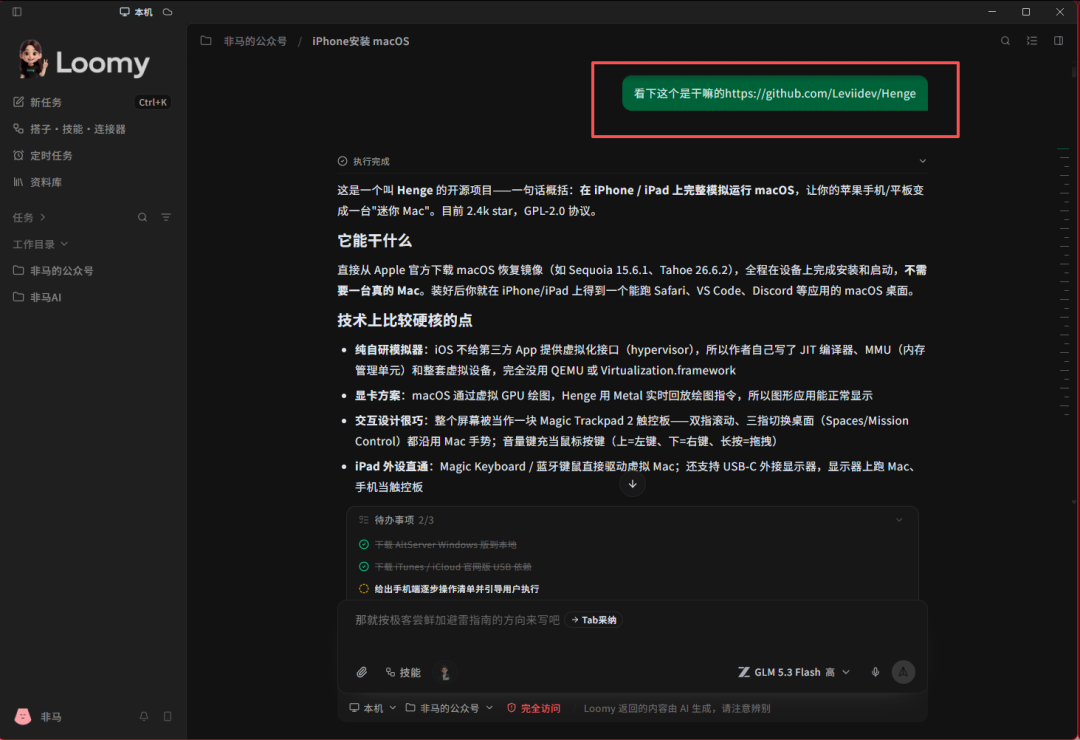 本机
非马的公众号 / iPhone安装 macOS
Loomy
新任务 Ctrl+K
搭子・技能・连接器
定时任务
资料库
任务
工作目录
非马的公众号
非马AI
看下这个是干嘛的https://github.com/Leviidev/Henge
执行完成
这是一个叫 Henge 的开源项目——一句话概括：在 iPhone / iPad 上完整模拟运行 macOS，让你的苹果手机/平板变
成一台"迷你 Mac"。目前 2.4k star，GPL-2.0 协议。
它能干什么
直接从 Apple 官方下载 macOS 恢复镜像（如 Sequoia 15.6.1、Tahoe 26.6.2），全程在设备上完成安装和启动，不需
要一台真的 Mac。装好后你就在 iPhone/iPad 上得到一个能跑 Safari、VS Code、Discord 等应用的 macOS 桌面。
技术上比较硬核的点
纯自研模拟器：iOS 不给第三方 App 提供虚拟化接口（hypervisor），所以作者自己写了 JIT 编译器、MMU（内存
管理单元）和整套虚拟设备，完全没用 QEMU 或 Virtualization.framework
显卡方案：macOS 通过虚拟 GPU 绘图，Henge 用 Metal 实时回放绘图指令，所以图形应用能正常显示
交互设计很巧：整个屏幕被当作一块 Magic Trackpad 2 触控板——双指滚动、三指切换桌面（Spaces/Mission
Control）都沿用 Mac 手势；音量键充当鼠标按键（上=左键、下=右键、长按=拖拽）
iPad 外设直通：Magic Keyboard / 蓝牙键鼠直接驱动虚拟 Mac；还支持 USB-C 外接显示器，显示器上跑 Mac、
手机当触控板
待办事项 2/3
下载 AltServer Windows 版到本地
下载 iTunes / iCloud 官网版 USB 依赖
给出手机端逐步操作清单并引导用户执行
那就按极客尝鲜加避雷指南的方向来写吧 → Tab采纳
技能 GLM 5.3 Flash 高
本机 非马的公众号 完全访问 Loomy 返回的内容由 AI 生成，请注意辨别
非马